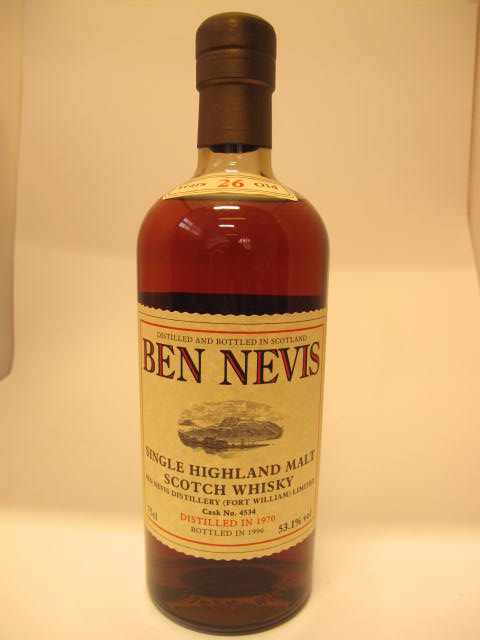 Years 26 Old
DISTILLED AND BOTTLED IN SCOTLAND
BEN NEVIS
SINGLE HIGHLAND MALT
SCOTCH WHISKY
BEN NEVIS DISTILLERY (FORT WILLIAM) LIMITED
Cask No. 4534
DISTILLED IN 1970
75cl 53.1% vol
BOTTLED IN 1996